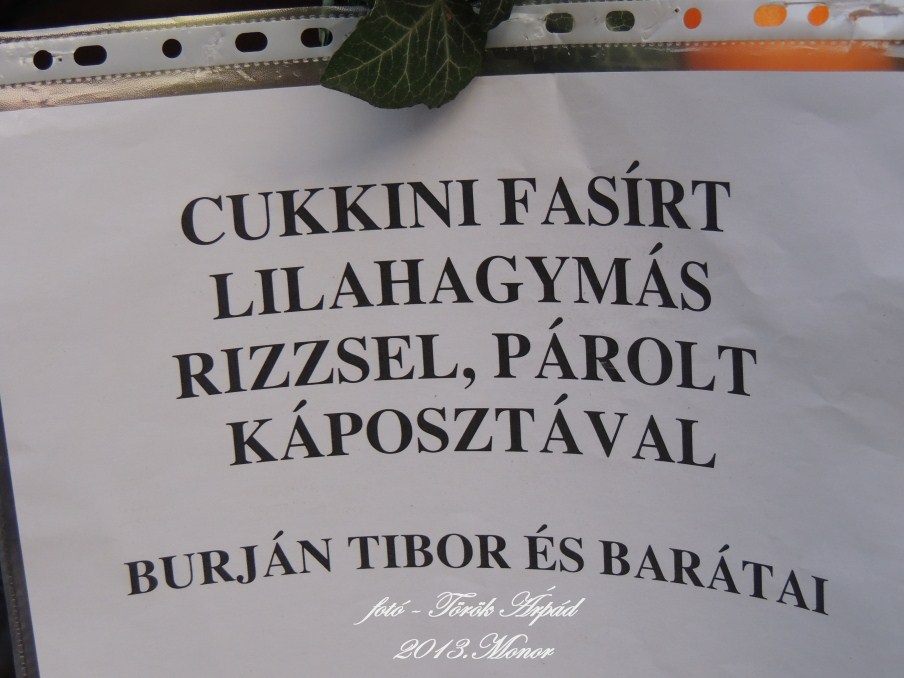 CUKKINI FASÍRT
LILAHAGYMÁS
RIZZSEL, PÁROLT
KÁPOSZTÁVAL
BURJÁN TIBOR ÉS BARÁTAI
fotó - Török Árpád
2013.Monor